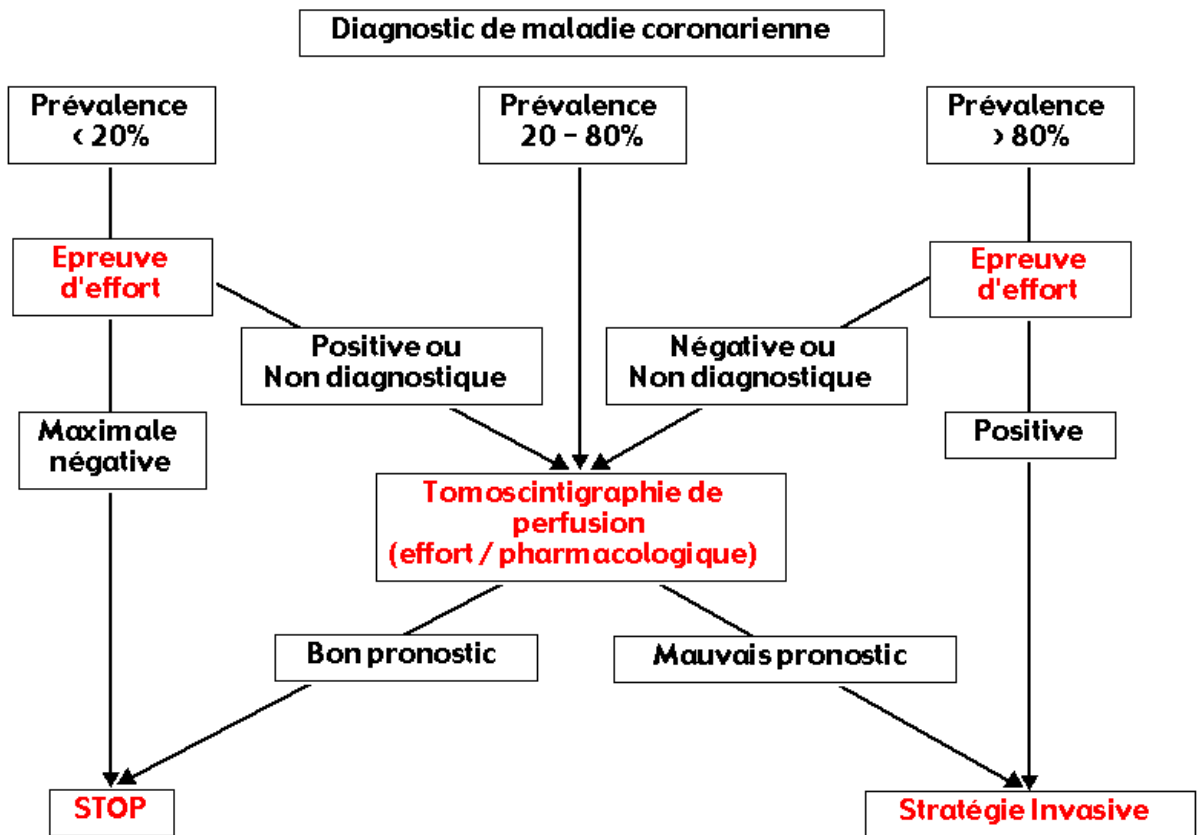 Diagnostic de maladie coronarienne
Prévalence
< 20%
Prévalence
20 - 80%
Prévalence
> 80%
Epreuve
d'effort
Epreuve
d'effort
Positive ou
Non diagnostique
Négative ou
Non diagnostique
Maximale
négative
Positive
Tomoscintigraphie de
perfusion
(effort / pharmacologique)
Bon pronostic
Mauvais pronostic
STOP
Stratégie Invasive